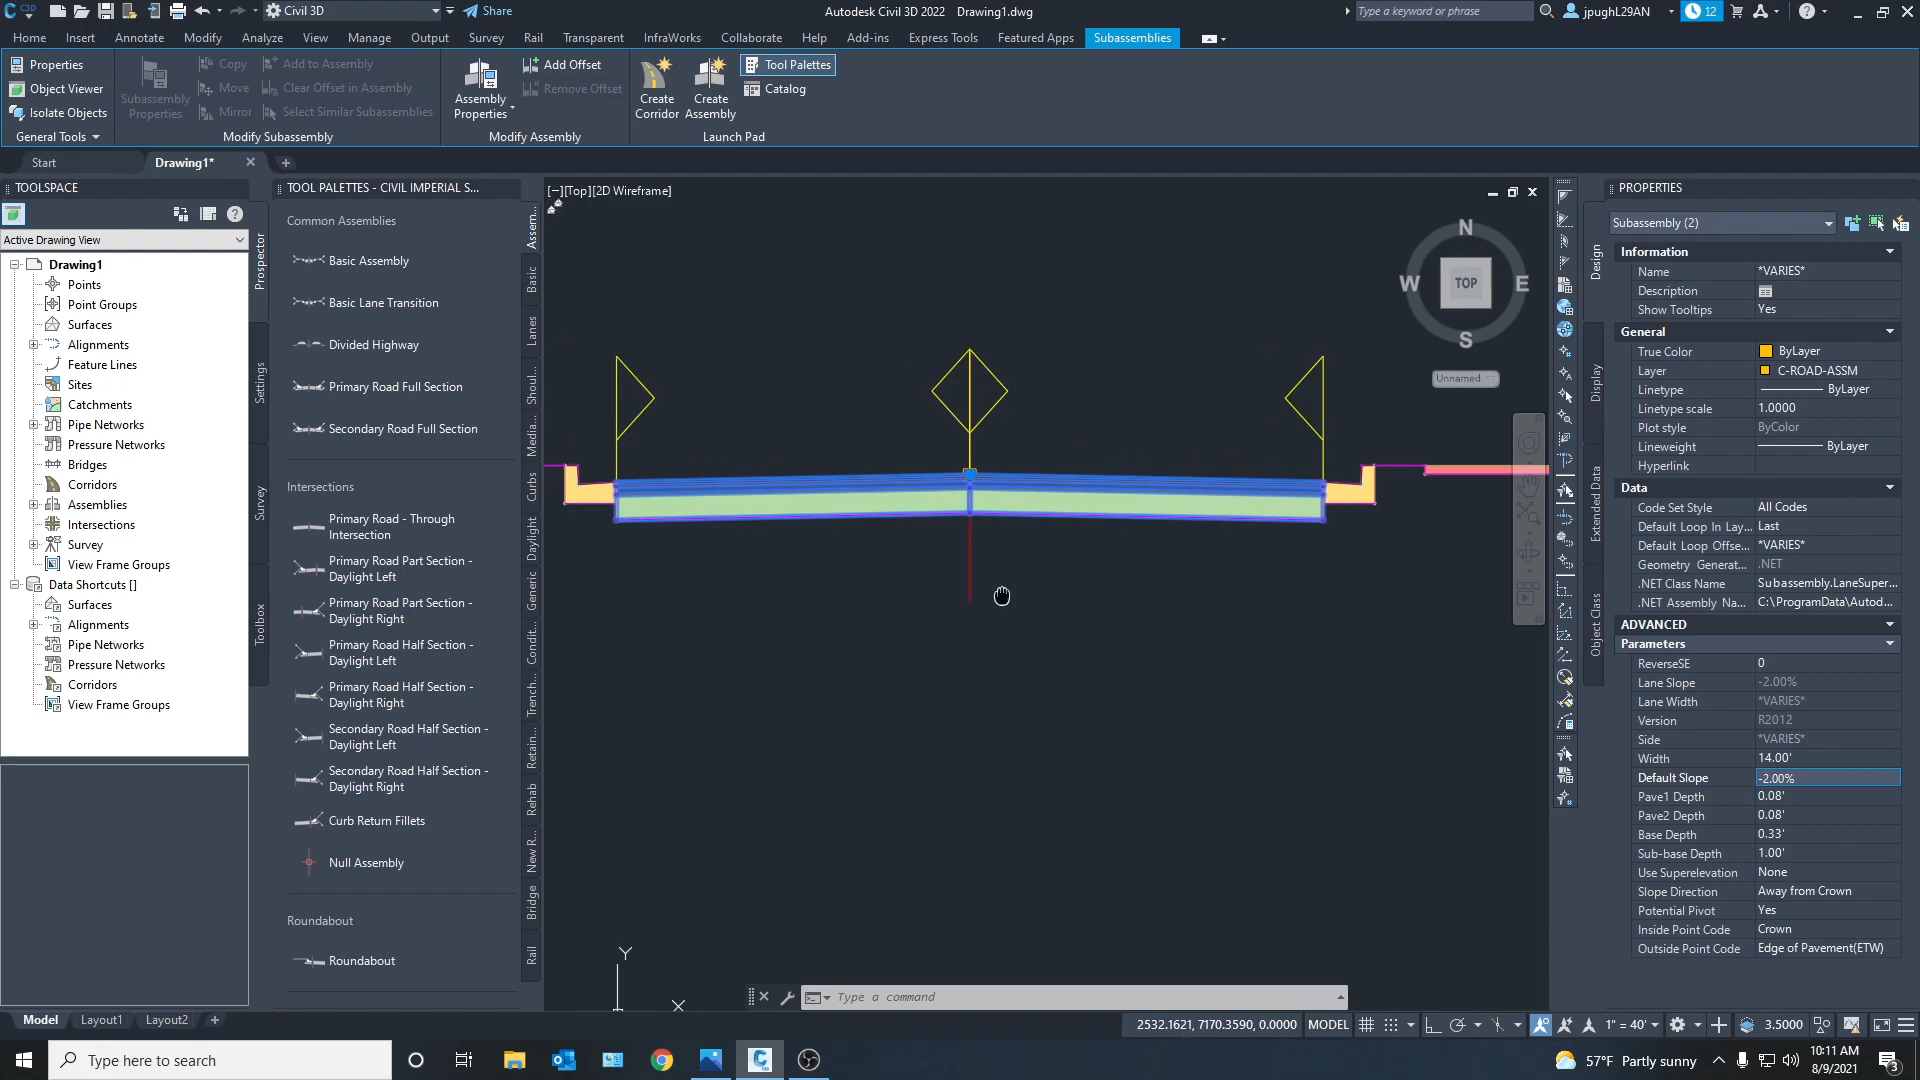 C3D
Civil 3D
Share
Autodesk Civil 3D 2022 Drawing1.dwg
Type a keyword or phrase
jpughL29AN
12
Home
Insert
Annotate
Modify
Analyze
View
Manage
Output
Survey
Rail
Transparent
InfraWorks
Collaborate
Help
Add-ins
Express Tools
Featured Apps
Subassemblies
Properties
Object Viewer
Isolate Objects
General Tools
Subassembly
Properties
Copy
Move
Mirror
Add to Assembly
Clear Offset in Assembly
Select Similar Subassemblies
Modify Subassembly
Assembly
Properties
Add Offset
Remove Offset
Modify Assembly
Create
Corridor
Create
Assembly
Tool Palettes
Catalog
Launch Pad
Start
Drawing1*
TOOLSPACE
Active Drawing View
Drawing1
Points
Point Groups
Surfaces
Alignments
Feature Lines
Sites
Catchments
Pipe Networks
Pressure Networks
Bridges
Corridors
Assemblies
Intersections
Survey
View Frame Groups
Data Shortcuts []
Surfaces
Alignments
Pipe Networks
Pressure Networks
Corridors
View Frame Groups
Prospector
Settings
Survey
Toolbox
TOOL PALETTES - CIVIL IMPERIAL S...
Common Assemblies
Basic Assembly
Basic Lane Transition
Divided Highway
Primary Road Full Section
Secondary Road Full Section
Intersections
Primary Road - Through
Intersection
Primary Road Part Section -
Daylight Left
Primary Road Part Section -
Daylight Right
Primary Road Half Section -
Daylight Left
Primary Road Half Section -
Daylight Right
Secondary Road Half Section -
Daylight Left
Secondary Road Half Section -
Daylight Right
Curb Return Fillets
Null Assembly
Roundabout
Roundabout
Assem...
Basic
Lanes
Shoul...
Media...
Curbs
Daylight
Generic
Condit...
Trench...
Retain...
Rehab
New R...
Bridge
Rail
[−][Top][2D Wireframe]
N
W
TOP
E
S
Unnamed
Y
X
Type a command
PROPERTIES
Subassembly (2)
Design
Display
Extended Data
Object Class
Information
Name *VARIES*
Description
Show Tooltips Yes
General
True Color ByLayer
Layer C-ROAD-ASSM
Linetype ByLayer
Linetype scale 1.0000
Plot style ByColor
Lineweight ByLayer
Hyperlink
Data
Code Set Style All Codes
Default Loop In Lay... Last
Default Loop Offse... *VARIES*
Geometry Generat... .NET
.NET Class Name Subassembly.LaneSuper...
.NET Assembly Na... C:\ProgramData\Autod...
ADVANCED
Parameters
ReverseSE 0
Lane Slope -2.00%
Lane Width *VARIES*
Version R2012
Side *VARIES*
Width 14.00'
Default Slope -2.00%
Pave1 Depth 0.08'
Pave2 Depth 0.08'
Base Depth 0.33'
Sub-base Depth 1.00'
Use Superelevation None
Slope Direction Away from Crown
Potential Pivot Yes
Inside Point Code Crown
Outside Point Code Edge of Pavement(ETW)
Model
Layout1
Layout2
2532.1621, 7170.3590, 0.0000
MODEL
1" = 40'
3.5000
Type here to search
57°F Partly sunny
10:11 AM
8/9/2021
3